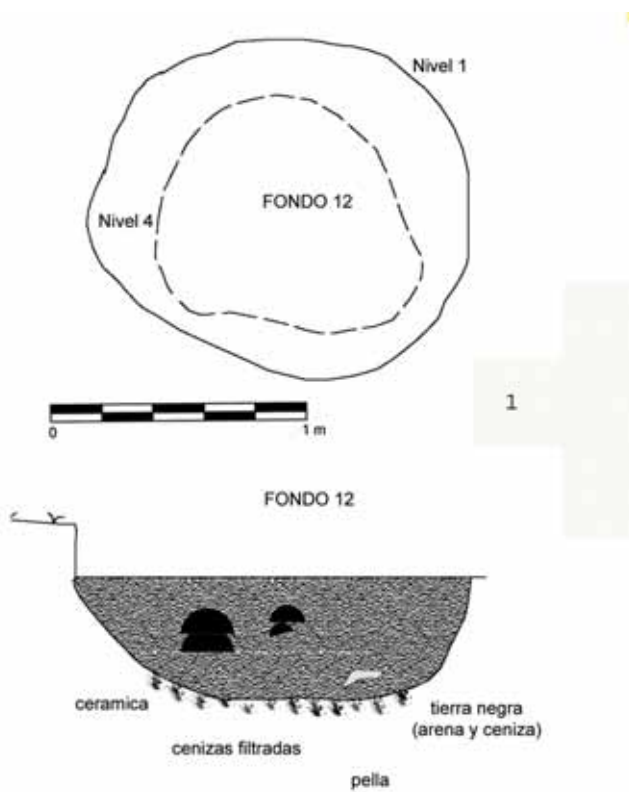 Nivel 1
FONDO 12
Nivel 4
0
1 m
1
FONDO 12
ceramica
tierra negra
(arena y ceniza)
cenizas filtradas
pella